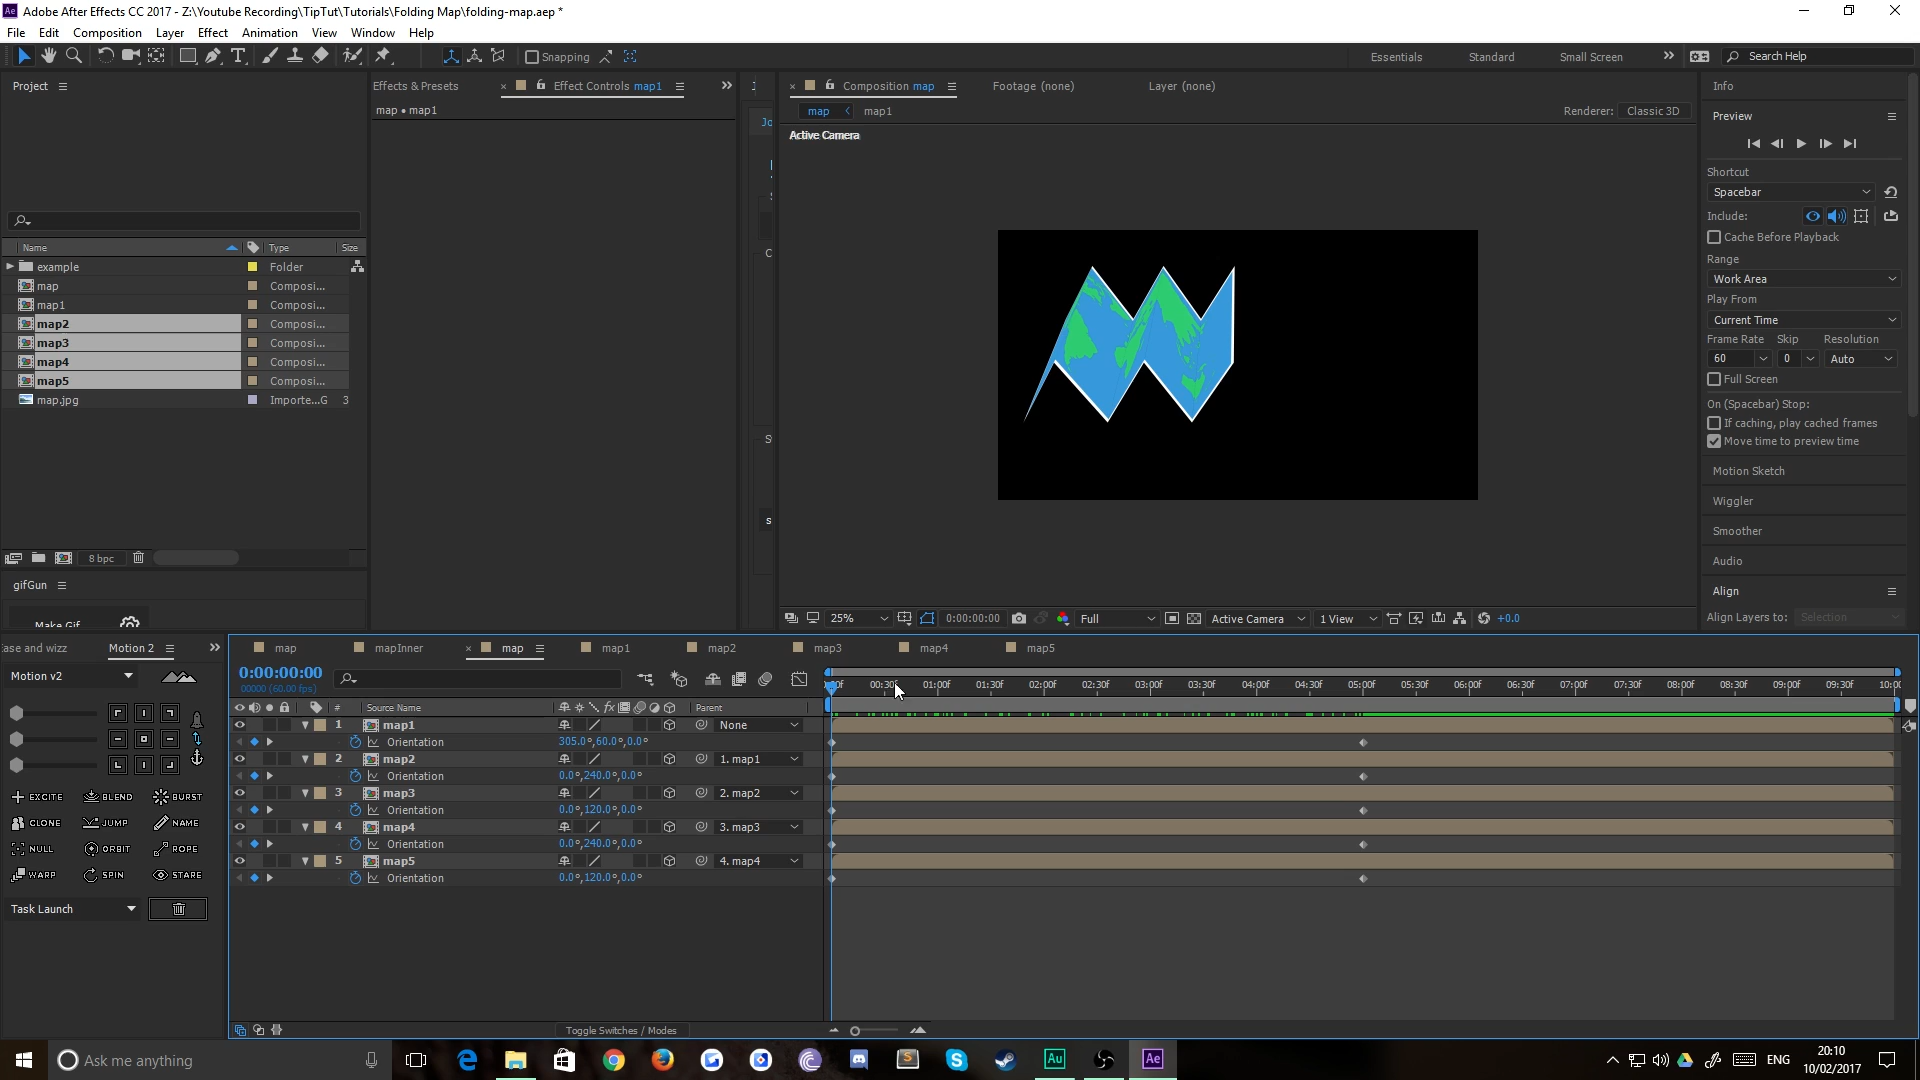 Adobe After Effects CC 2017 - Z:\Youtube Recording\TipTut\Tutorials\Folding Map\folding-map.aep *
File Edit Composition Layer Effect Animation View Window Help
Snapping
Essentials Standard Small Screen Search Help
Project
Effects & Presets Effect Controls map1
map • map1
Composition map Footage (none) Layer (none)
map map1 Renderer: Classic 3D
Active Camera
Name Type Size
example Folder
map Composi...
map1 Composi...
map2 Composi...
map3 Composi...
map4 Composi...
map5 Composi...
map.jpg Importe...G 3
8 bpc
gifGun
Make Gif
25% 0:00:00:00 Full Active Camera 1 View +0.0
Info
Preview
Shortcut
Spacebar
Include:
Cache Before Playback
Range
Work Area
Play From
Current Time
Frame Rate Skip Resolution
60 0 Auto
Full Screen
On (Spacebar) Stop:
If caching, play cached frames
Move time to preview time
Motion Sketch
Wiggler
Smoother
Audio
Align
Align Layers to: Selection
ase and wizz Motion 2
Motion v2
EXCITE BLEND BURST
CLONE JUMP NAME
NULL ORBIT ROPE
WARP SPIN STARE
Task Launch
map mapInner map map1 map2 map3 map4 map5
0:00:00:00
00000 (60.00 fps)
00:30f 01:00f 01:30f 02:00f 02:30f 03:00f 03:30f 04:00f 04:30f 05:00f 05:30f 06:00f 06:30f 07:00f 07:30f 08:00f 08:30f 09:00f 09:30f 10:00
# Source Name Parent
1 map1 None
Orientation 305.0°,60.0°,0.0°
2 map2 1. map1
Orientation 0.0°,240.0°,0.0°
3 map3 2. map2
Orientation 0.0°,120.0°,0.0°
4 map4 3. map3
Orientation 0.0°,240.0°,0.0°
5 map5 4. map4
Orientation 0.0°,120.0°,0.0°
Toggle Switches / Modes
Ask me anything
ENG
20:10
10/02/2017